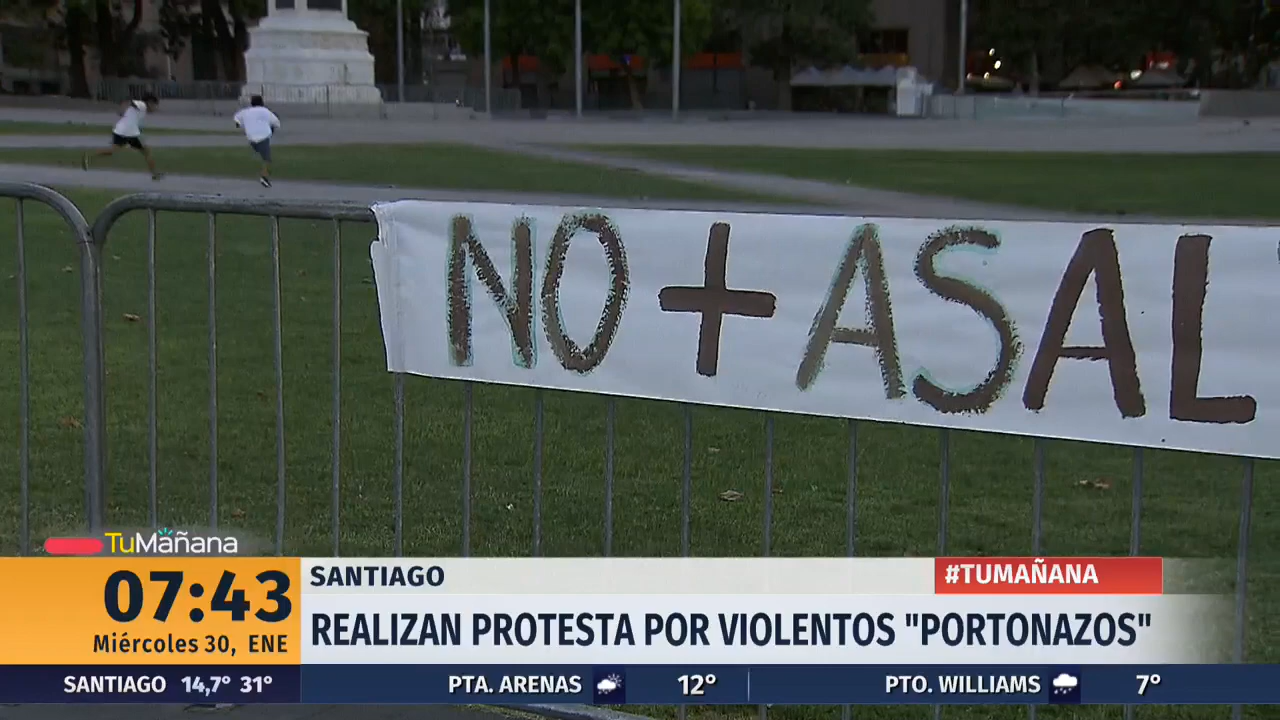 NO + ASAL
TuMañana
07:43
Miércoles 30, ENE
SANTIAGO
#TUMAÑANA
REALIZAN PROTESTA POR VIOLENTOS "PORTONAZOS"
SANTIAGO 14,7° 31° PTA. ARENAS 12° PTO. WILLIAMS 7°